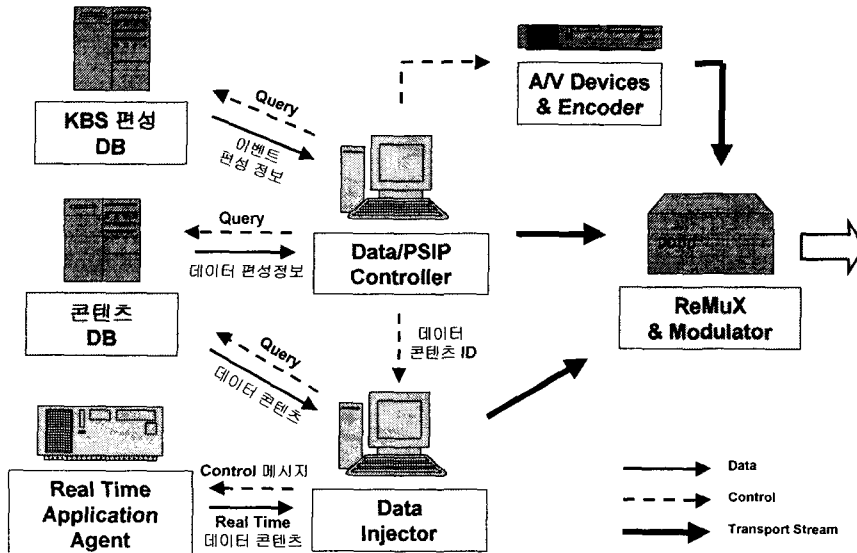 KBS 편성
DB
Query
이벤트
편성 정보
A/V Devices
& Encoder
Query
데이터 편성정보
Data/PSIP
Controller
콘텐츠
DB
ReMuX
& Modulator
데이터
콘텐츠 ID
Query
데이터 콘텐츠
Control 메시지
Real Time
데이터 콘텐츠
Real Time
Application
Agent
Data
Injector
Data
Control
Transport Stream